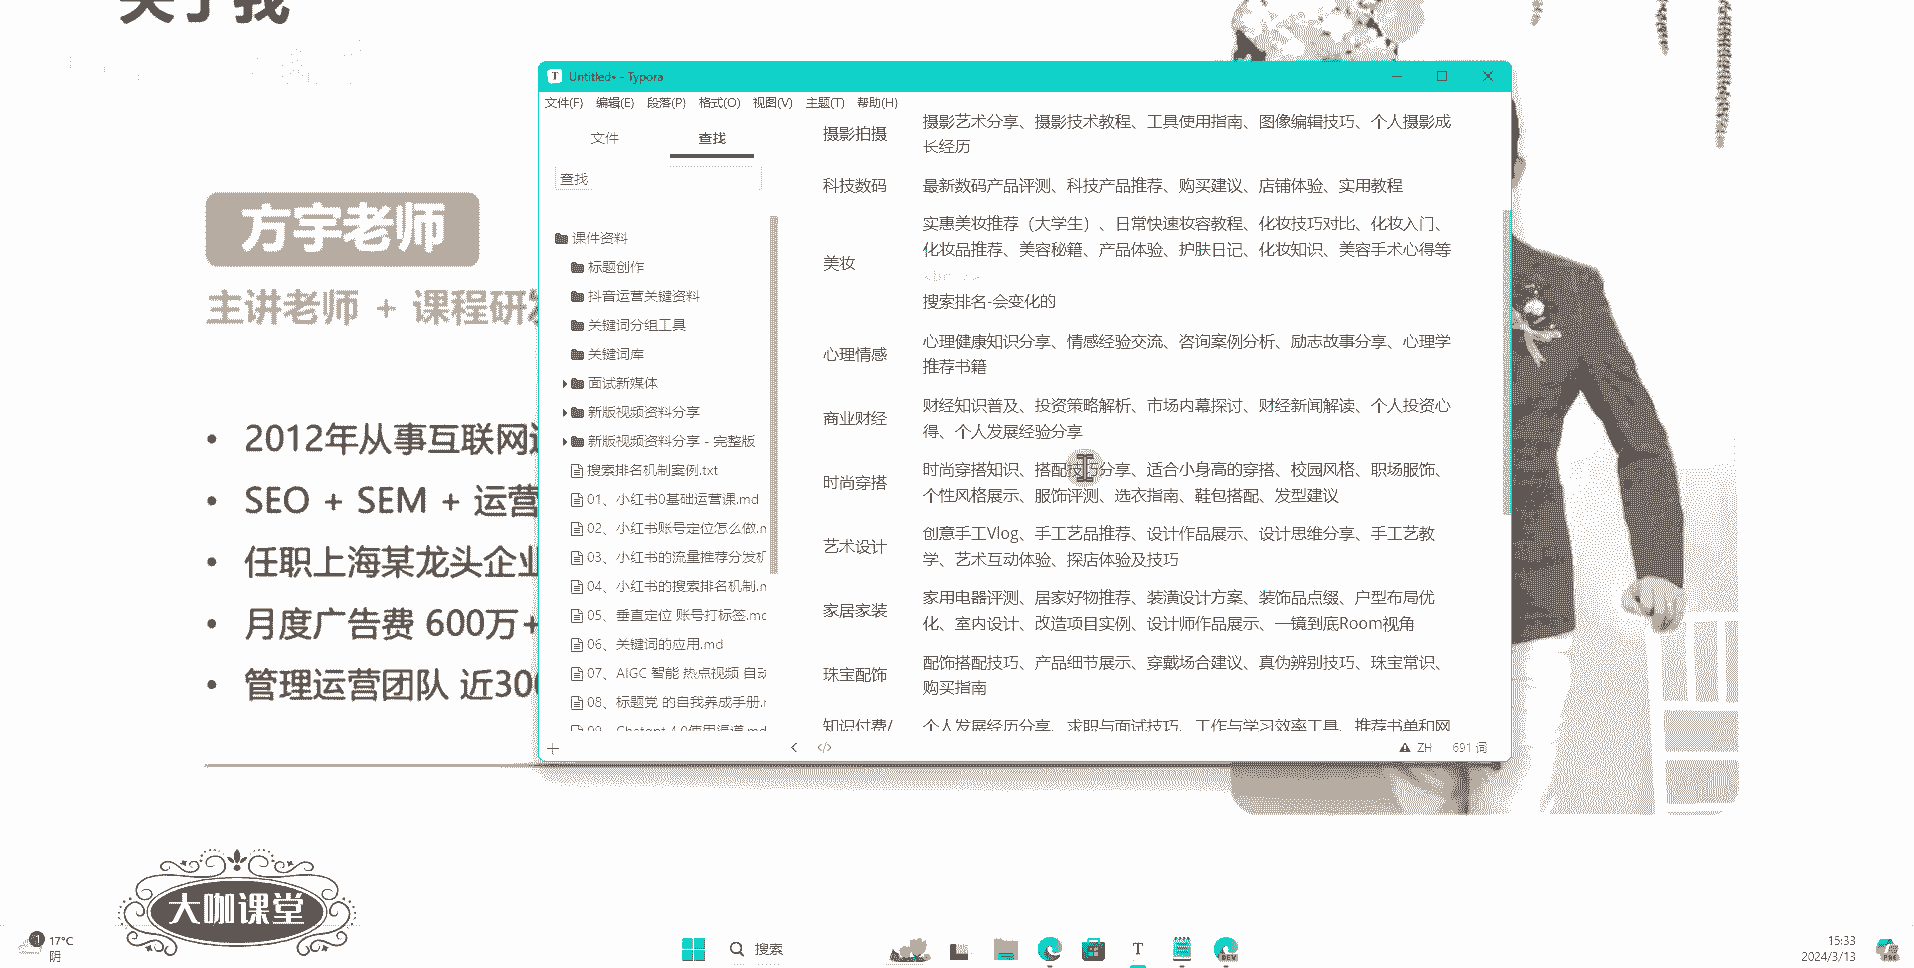 关于我
方宇老师
主讲老师 + 课程研发
• 2012年从事互联网运
• SEO + SEM + 运营
• 任职上海某龙头企业
• 月度广告费 600万+
• 管理运营团队 近300
大咖课堂
Untitled• - Typora
文件(F) 编辑(E) 段落(P) 格式(O) 视图(V) 主题(T) 帮助(H)
文件 查找
查找
课件资料
标题创作
抖音运营关键资料
关键词分组工具
关键词库
面试新媒体
新版视频资料分享
新版视频资料分享 - 完整版
搜索排名机制案例.txt
01、小红书0基础运营课.md
02、小红书账号定位怎么做.m
03、小红书的流量推荐分发机
04、小红书的搜索排名机制.m
05、垂直定位 账号打标签.md
06、关键词的应用.md
07、AIGC 智能 热点视频 自动
08、标题党 的自我养成手册.m
09、Chatgpt 4.0使用渠道.md
摄影拍摄
摄影艺术分享、摄影技术教程、工具使用指南、图像编辑技巧、个人摄影成
长经历
科技数码
最新数码产品评测、科技产品推荐、购买建议、店铺体验、实用教程
美妆
实惠美妆推荐（大学生）、日常快速妆容教程、化妆技巧对比、化妆入门、
化妆品推荐、美容秘籍、产品体验、护肤日记、化妆知识、美容手术心得等
搜索排名-会变化的
心理情感
心理健康知识分享、情感经验交流、咨询案例分析、励志故事分享、心理学
推荐书籍
商业财经
财经知识普及、投资策略解析、市场内幕探讨、财经新闻解读、个人投资心
得、个人发展经验分享
时尚穿搭
时尚穿搭知识、搭配技巧分享、适合小身高的穿搭、校园风格、职场服饰、
个性风格展示、服饰评测、选衣指南、鞋包搭配、发型建议
艺术设计
创意手工Vlog、手工艺品推荐、设计作品展示、设计思维分享、手工艺教
学、艺术互动体验、探店体验及技巧
家居家装
家用电器评测、居家好物推荐、装潢设计方案、装饰品点缀、户型布局优
化、室内设计、改造项目实例、设计师作品展示、一镜到底Room视角
珠宝配饰
配饰搭配技巧、产品细节展示、穿戴场合建议、真伪辨别技巧、珠宝常识、
购买指南
知识付费/
个人发展经历分享、求职与面试技巧、工作与学习效率工具、推荐书单和网
ZH 691 词
1 17°C
阴
搜索
DEV
15:33
2024/3/13
PRE